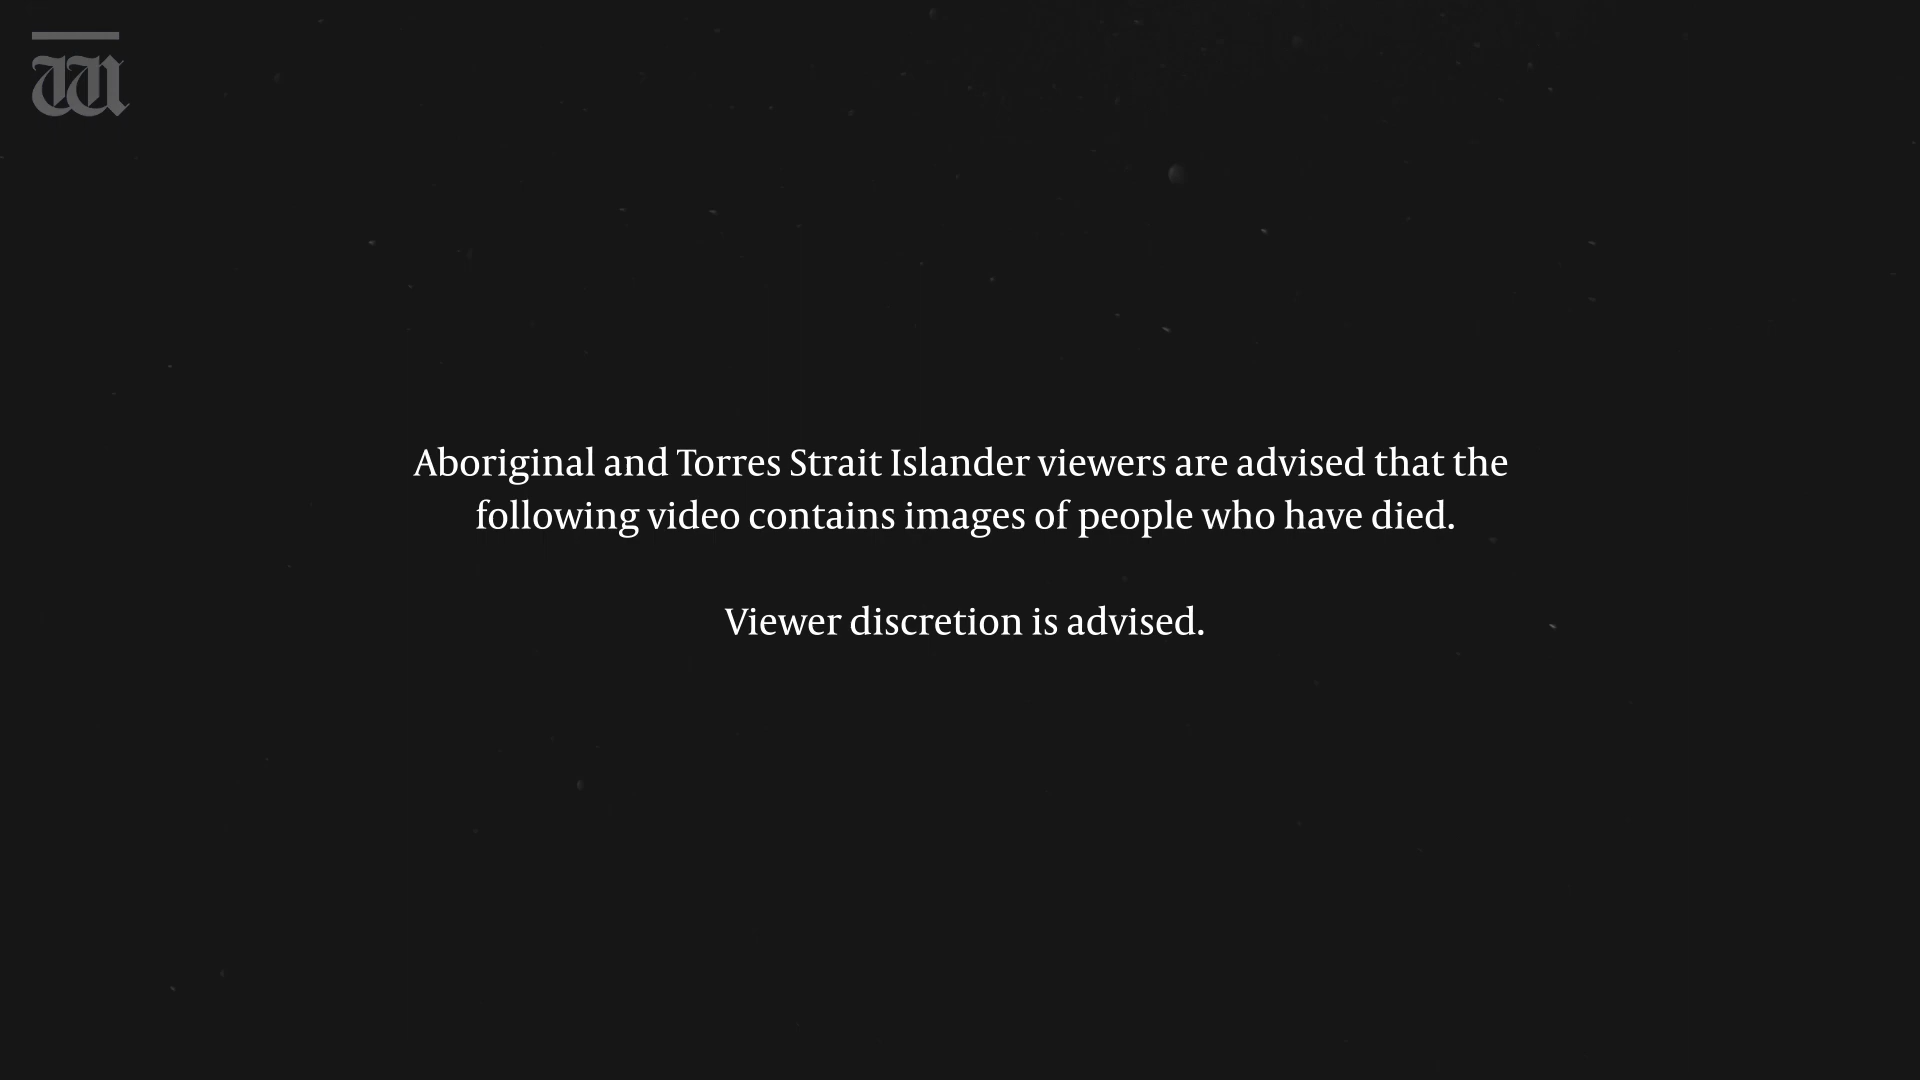 W
Aboriginal and Torres Strait Islander viewers are advised that the
following video contains images of people who have died.
Viewer discretion is advised.